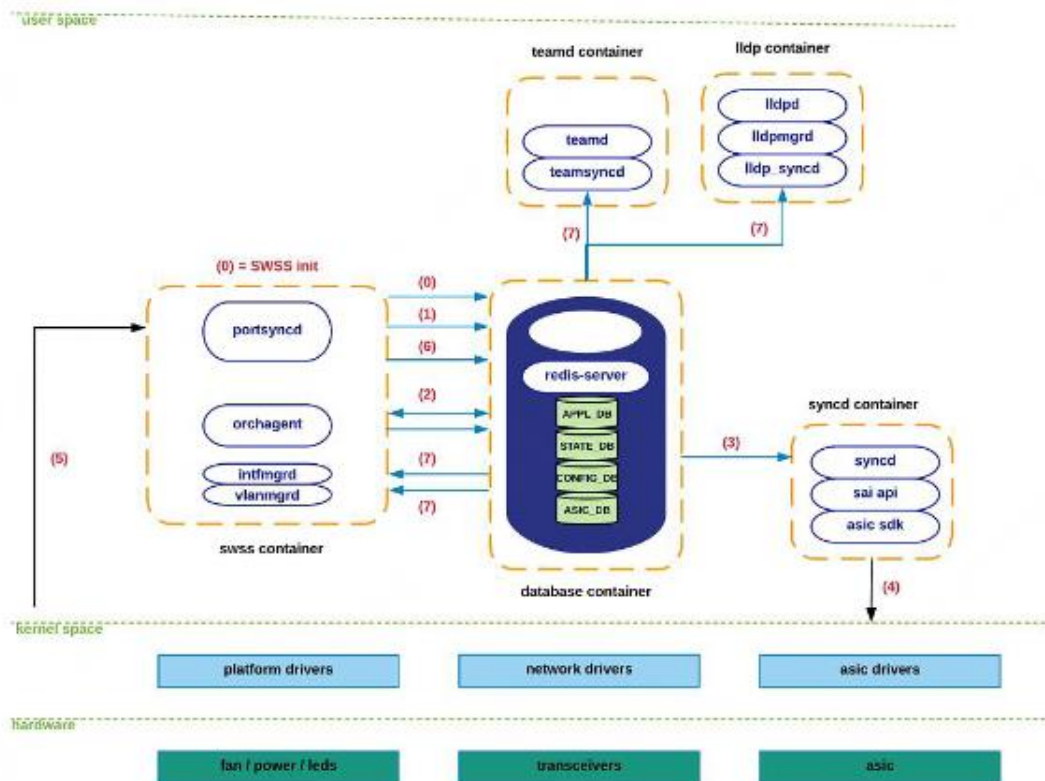 user space
teamd container
lldp container
lldpd
teamd
lldpmgrd
teamsyncd
lldp_syncd
(7)
(7)
(0) = SWSS init
(0)
portsyncd
(1)
(6)
redis-server
(2)
APPL_DB
syncd container
orchagent
STATE_DB
(3)
(5)
(7)
syncd
intfmgrd
CONFIG_DB
vlanmgrd
sai api
(7)
ASIC_DB
asic sdk
swss container
database container
(4)
kernel space
platform drivers
network drivers
asic drivers
hardware
fan / power / leds
transceivers
asic